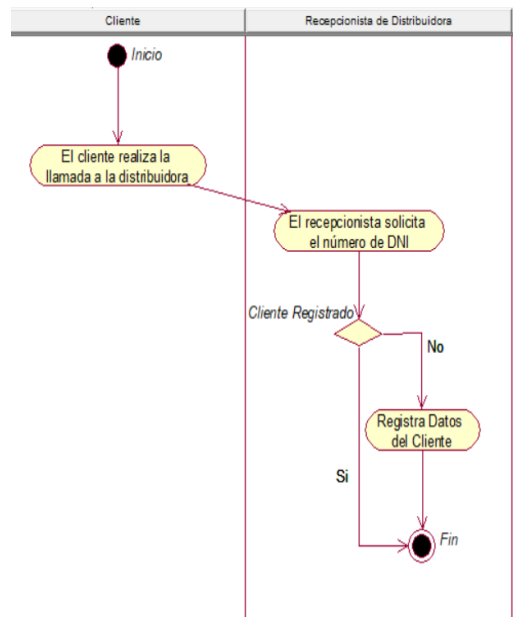 Cliente
Recepcionista de Distribuidora
Inicio
El cliente realiza la
llamada a la distribuidora
El recepcionista solicita
el número de DNI
Cliente Registrado
No
Registra Datos
del Cliente
Si
Fin